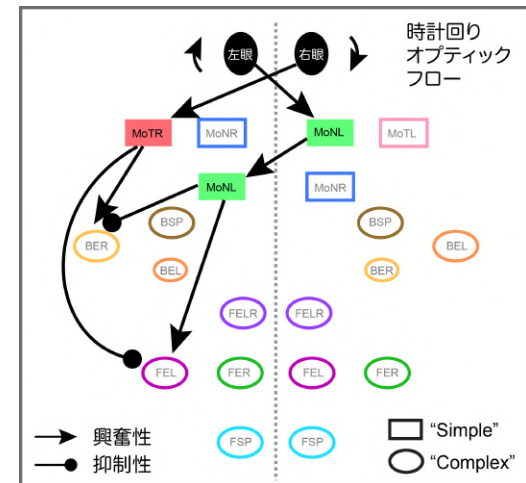 時計回り
オプティック
フロー
左眼
右眼
MoTR
MoNR
MoNL
MoTL
MoNL
MoNR
BSP
BSP
BER
BEL
BEL
BER
FELR
FELR
FEL
FER
FEL
FER
FSP
FSP
興奮性
抑制性
"Simple"
"Complex"